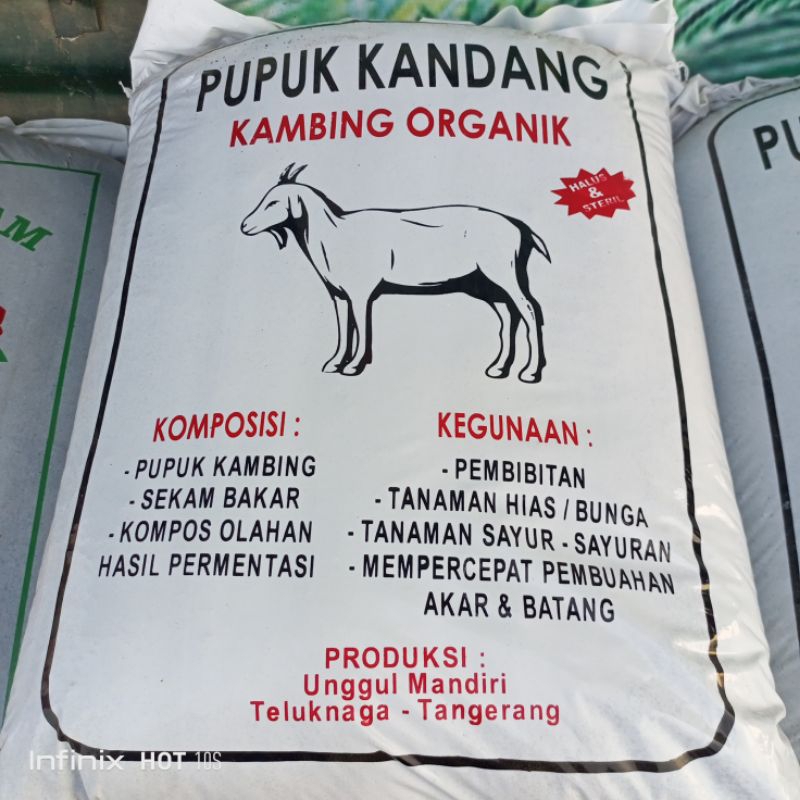 PUPUK KANDANG
KAMBING ORGANIK
HALUS
&
STERIL
KOMPOSISI :
- PUPUK KAMBING
- SEKAM BAKAR
- KOMPOS OLAHAN
HASIL PERMENTASI
KEGUNAAN :
- PEMBIBITAN
- TANAMAN HIAS / BUNGA
- TANAMAN SAYUR - SAYURAN
- MEMPERCEPAT PEMBUAHAN
AKAR & BATANG
PRODUKSI :
Unggul Mandiri
Teluknaga - Tangerang
Infinix HOT 10S